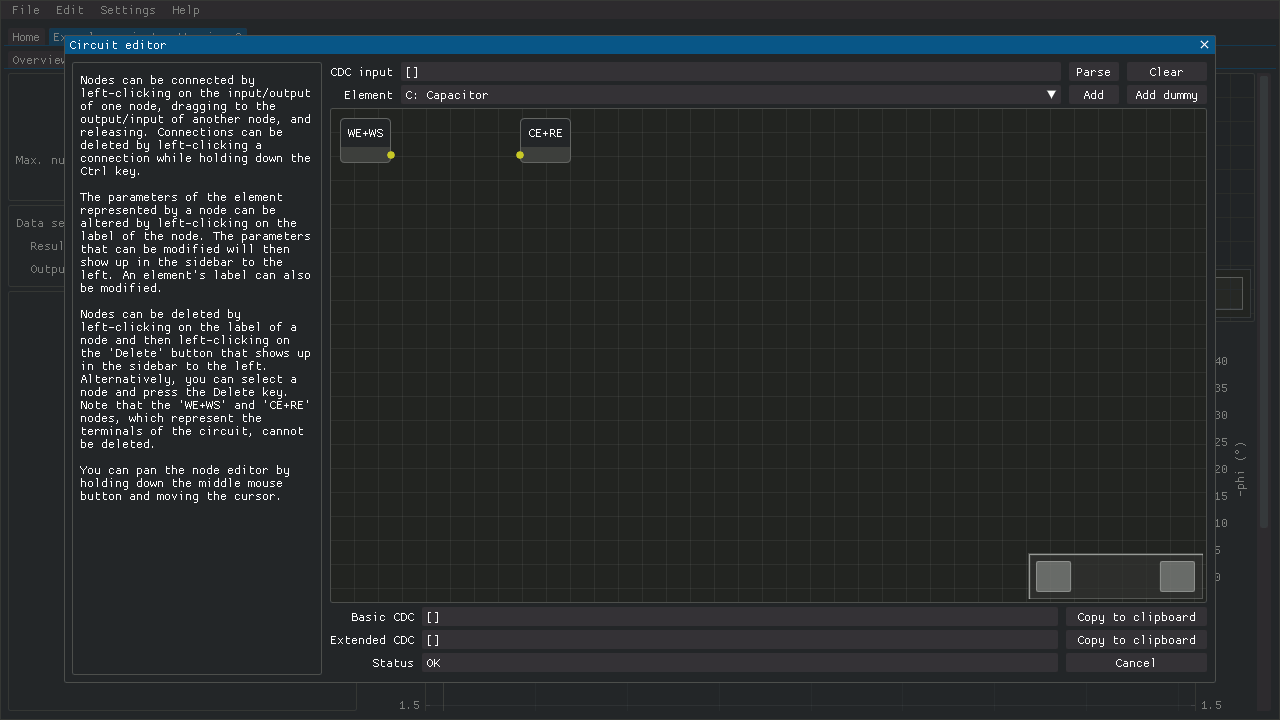 File Edit Settings Help
Home
Circuit editor
Overview
Nodes can be connected by
left-clicking on the input/output
of one node, dragging to the
output/input of another node, and
releasing. Connections can be
deleted by left-clicking a
connection while holding down the
Ctrl key.
The parameters of the element
represented by a node can be
altered by left-clicking on the
label of the node. The parameters
that can be modified will then
show up in the sidebar to the
left. An element's label can also
be modified.
Nodes can be deleted by
left-clicking on the label of a
node and then left-clicking on
the 'Delete' button that shows up
in the sidebar to the left.
Alternatively, you can select a
node and press the Delete key.
Note that the 'WE+WS' and 'CE+RE'
nodes, which represent the
terminals of the circuit, cannot
be deleted.
You can pan the node editor by
holding down the middle mouse
button and moving the cursor.
CDC input [] Parse Clear
Element C: Capacitor Add Add dummy
WE+WS CE+RE
Basic CDC [] Copy to clipboard
Extended CDC [] Copy to clipboard
Status OK Cancel
Max. nu
Data se
Resul
Outpu
40
35
30
25
20
15
10
5
0
-phi (°)
1.5 1.5